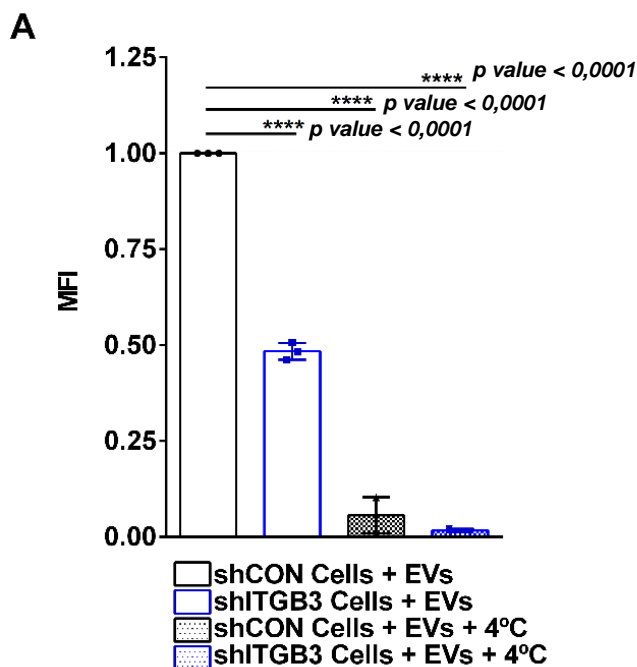 A
1.25
**** p value < 0,0001
**** p value < 0,0001
**** p value < 0,0001
1.00
0.75
MFI
0.50
0.25
0.00
shCON Cells + EVs
shITGB3 Cells + EVs
shCON Cells + EVs + 4ºC
shITGB3 Cells + EVs + 4ºC